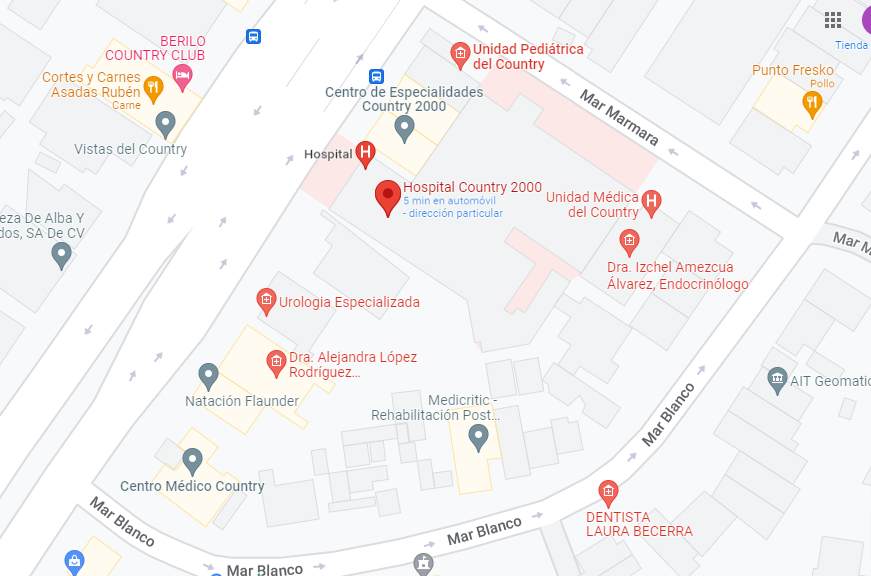 Tienda
BERILO
COUNTRY CLUB
Unidad Pediátrica
del Country
Cortes y Carnes
Asadas Rubén
Carne
Punto Fresko
Pollo
Centro de Especialidades
Country 2000
Mar Marmara
Vistas del Country
Hospital
H
Hospital Country 2000
5 min en automóvil
- dirección particular
Unidad Médica
del Country
H
eza De Alba Y
dos, SA De CV
Mar M
Dra. Izchel Amezcua
Álvarez, Endocrinólogo
Urologia Especializada
Dra. Alejandra López
Rodríguez...
AIT Geomatic
Natación Flaunder
Medicritic -
Rehabilitación Post...
Mar Blanco
Centro Médico Country
Mar Blanco
DENTISTA
LAURA BECERRA
Mar Blanco
Mar Blanco